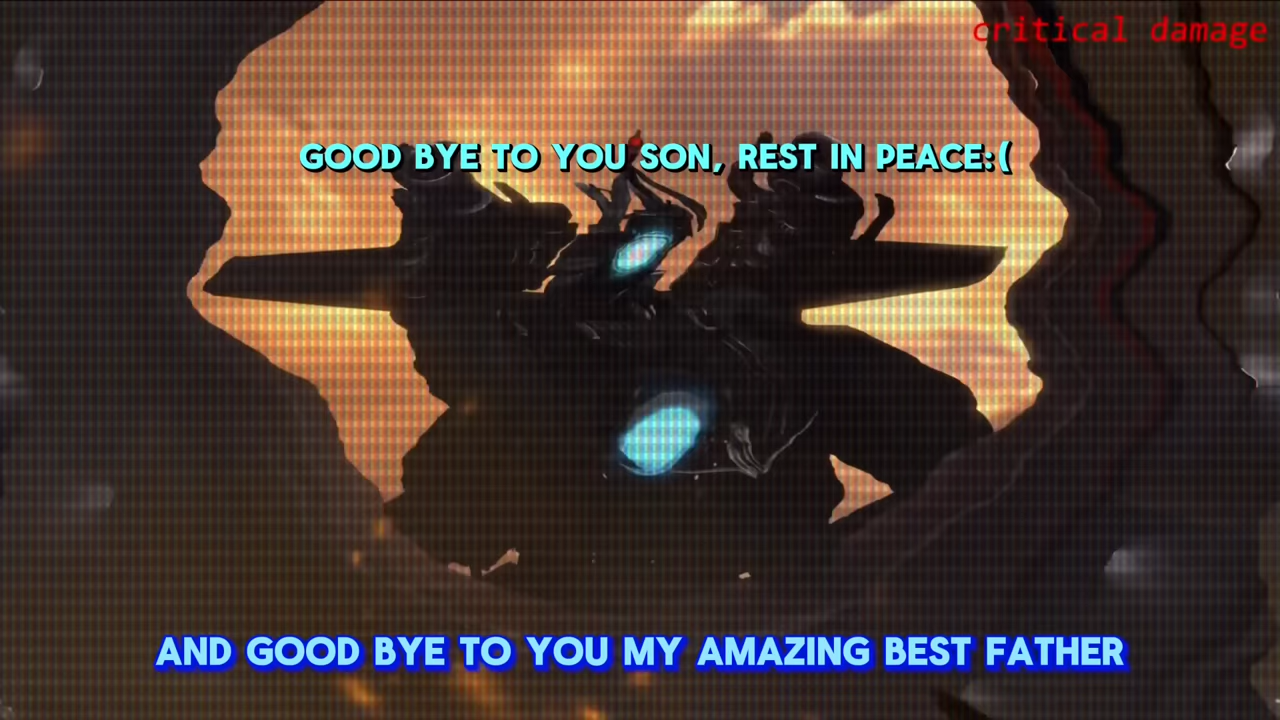 critical damage
GOOD BYE TO YOU SON, REST IN PEACE:(
AND GOOD BYE TO YOU MY AMAZING BEST FATHER